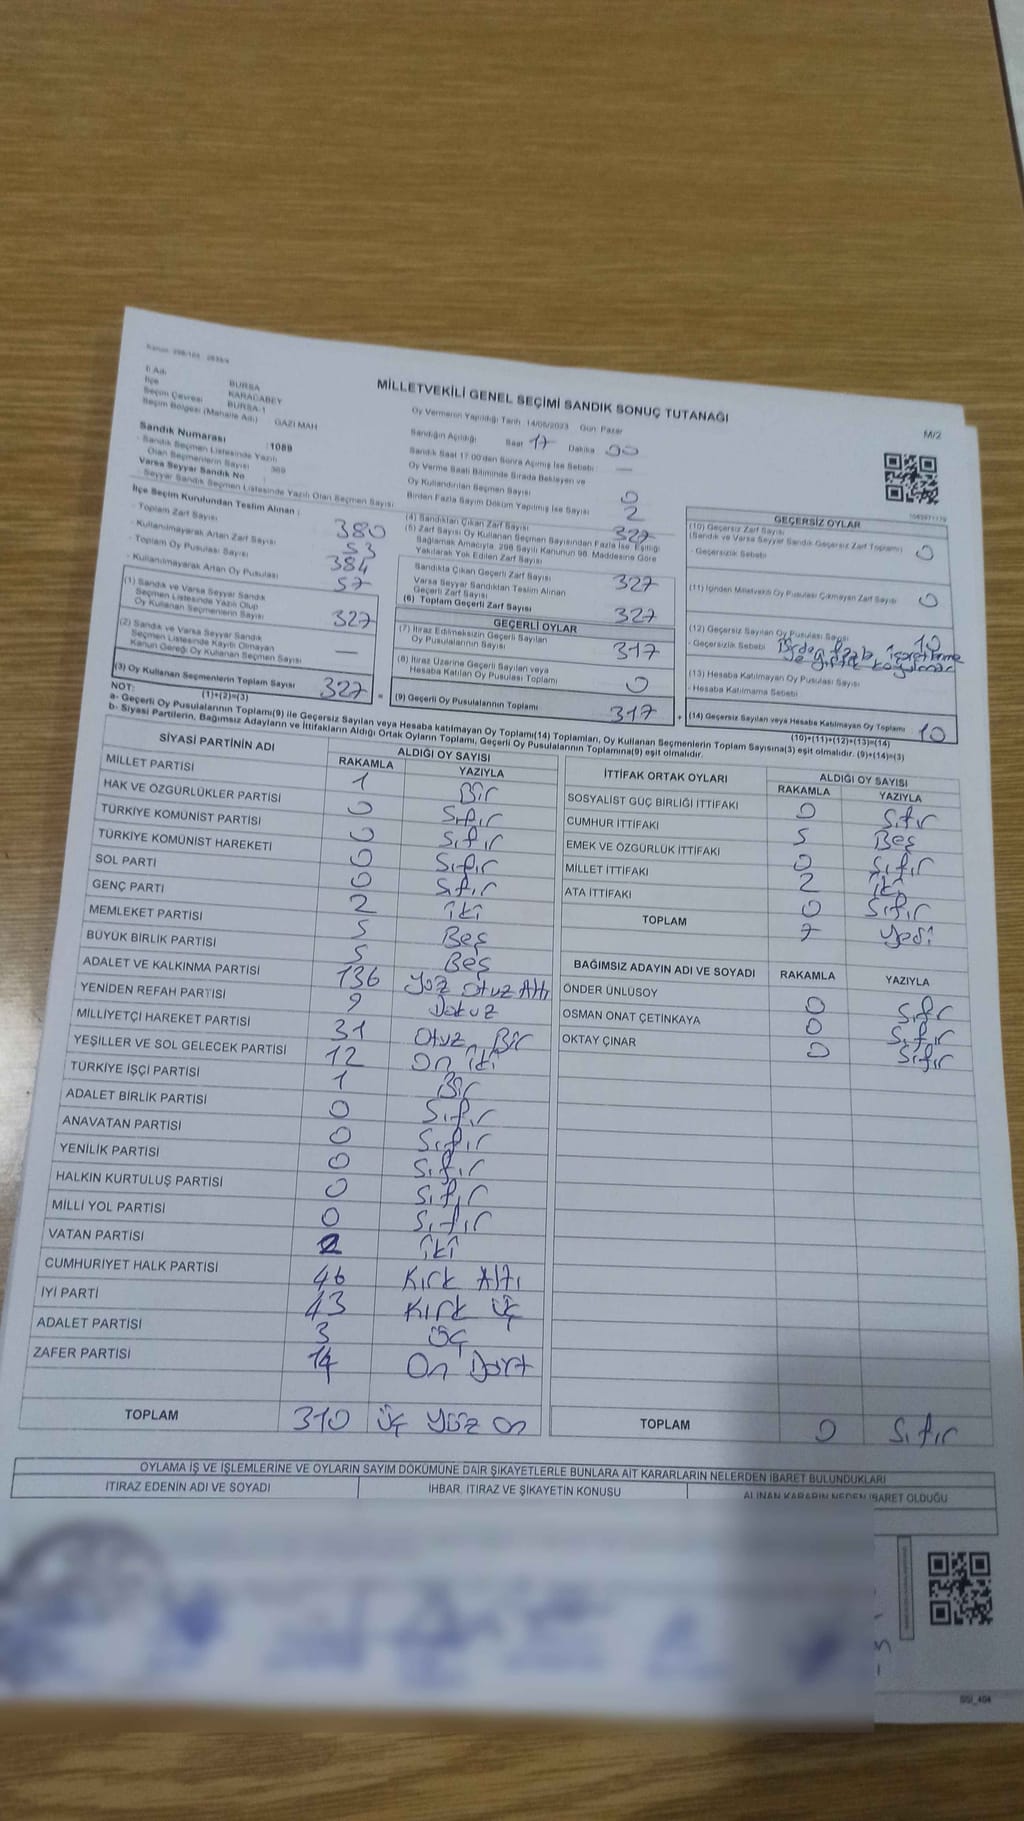 Kanun: 298/105 - 2839/4
İl Adı BURSA
İlçe KARACABEY
Seçim Çevresi BURSA-1
Seçim Bölgesi (Mahalle Adı) GAZİ MAH
MİLLETVEKİLİ GENEL SEÇİMİ SANDIK SONUÇ TUTANAĞI
M/2
Sandık Numarası : 1089
- Sandık Seçmen Listesinde Yazılı
Olan Seçmenlerin Sayısı : 369
Varsa Seyyar Sandık No :
- Seyyar Sandık Seçmen Listesinde Yazılı Olan Seçmen Sayısı
Oy Vermenin Yapıldığı Tarih 14/05/2023 Gün: Pazar
Sandığın Açıldığı Saat 17 Dakika 00
Sandık Saat 17:00'den Sonra Açılmış İse Sebebi : —
Oy Verme Saati Bitiminde Sırada Bekleyen ve
Oy Kullandırılan Seçmen Sayısı 0
Birden Fazla Sayım Döküm Yapılmış İse Sayısı 2
İlçe Seçim Kurulundan Teslim Alınan :
- Toplam Zarf Sayısı 380
- Kullanılmayarak Artan Zarf Sayısı 53
- Toplam Oy Pusulası Sayısı 384
- Kullanılmayarak Artan Oy Pusulası 57
(1) Sandık ve Varsa Seyyar Sandık
Seçmen Listesinde Yazılı Olup
Oy Kullanan Seçmenlerin Sayısı 327
(2) Sandık ve Varsa Seyyar Sandık
Seçmen Listesinde Kayıtlı Olmayan
Kanun Gereği Oy Kullanan Seçmen Sayısı —
(3) Oy Kullanan Seçmenlerin Toplam Sayısı 327 =
(1)+(2)=(3)
(4) Sandıktan Çıkan Zarf Sayısı 327
(5) Zarf Sayısı Oy Kullanan Seçmen Sayısından Fazla İse, Eşitliği
Sağlamak Amacıyla, 298 Sayılı Kanunun 98. Maddesine Göre
Yakılarak Yok Edilen Zarf Sayısı
Sandıkta Çıkan Geçerli Zarf Sayısı 327
Varsa Seyyar Sandıktan Teslim Alınan
Geçerli Zarf Sayısı
(6) Toplam Geçerli Zarf Sayısı 327
GEÇERLİ OYLAR
(7) İtiraz Edilmeksizin Geçerli Sayılan
Oy Pusulasının Sayısı 317
(8) İtiraz Üzerine Geçerli Sayılan veya
Hesaba Katılan Oy Pusulası Toplamı 0
(9) Geçerli Oy Pusulalarının Toplamı 317 +
GEÇERSİZ OYLAR
(10) Geçersiz Zarf Sayısı
(Sandık ve Varsa Seyyar Sandık Geçersiz Zarf Toplamı) 0
- Geçersizlik Sebebi
(11) İçinden Milletvekili Oy Pusulası Çıkmayan Zarf Sayısı 0
(12) Geçersiz Sayılan Oy Pusulası Sayısı 10
- Geçersizlik Sebebi Birden fazla işaretleme
(13) Hesaba Katılmayan Oy Pusulası Sayısı
- Hesaba Katılmama Sebebi
(14) Geçersiz Sayılan veya Hesaba Katılmayan Oy Toplamı 10
(10)+(11)+(12)+(13)=(14)
NOT:
a- Geçerli Oy Pusulalarının Toplamı(9) ile Geçersiz Sayılan veya Hesaba katılmayan Oy Toplamı(14) Toplamları, Oy Kullanan Seçmenlerin Toplam Sayısına(3) eşit olmalıdır. (9)+(14)=(3)
b- Siyasi Partilerin, Bağımsız Adayların ve İttifakların Aldığı Ortak Oyların Toplamı, Geçerli Oy Pusulalarının Toplamına(9) eşit olmalıdır.
SİYASİ PARTİNİN ADI ALDIĞI OY SAYISI
RAKAMLA YAZIYLA
MİLLET PARTİSİ 1 Bir
HAK VE ÖZGÜRLÜKLER PARTİSİ 0 Sıfır
TÜRKİYE KOMÜNİST PARTİSİ 0 Sıfır
TÜRKİYE KOMÜNİST HAREKETİ 0 Sıfır
SOL PARTİ 0 Sıfır
GENÇ PARTİ 2 iki
MEMLEKET PARTİSİ 5 Beş
BÜYÜK BİRLİK PARTİSİ 5 Beş
ADALET VE KALKINMA PARTİSİ 136 Yüz Otuz Altı
YENİDEN REFAH PARTİSİ 9 Dokuz
MİLLİYETÇİ HAREKET PARTİSİ 31 Otuz Bir
YEŞİLLER VE SOL GELECEK PARTİSİ 12 On iki
TÜRKİYE İŞÇİ PARTİSİ 1 Bir
ADALET BİRLİK PARTİSİ 0 Sıfır
ANAVATAN PARTİSİ 0 Sıfır
YENİLİK PARTİSİ 0 Sıfır
HALKIN KURTULUŞ PARTİSİ 0 Sıfır
MİLLİ YOL PARTİSİ 0 Sıfır
VATAN PARTİSİ 2 iki
CUMHURİYET HALK PARTİSİ 46 Kırk Altı
İYİ PARTİ 43 Kırk Üç
ADALET PARTİSİ 3 Üç
ZAFER PARTİSİ 14 On Dört
TOPLAM 310 Üç Yüz On
İTTİFAK ORTAK OYLARI ALDIĞI OY SAYISI
RAKAMLA YAZIYLA
SOSYALİST GÜÇ BİRLİĞİ İTTİFAKI 0 Sıfır
CUMHUR İTTİFAKI 5 Beş
EMEK VE ÖZGÜRLÜK İTTİFAKI 0 Sıfır
MİLLET İTTİFAKI 2 iki
ATA İTTİFAKI 0 Sıfır
TOPLAM 7 Yedi
BAĞIMSIZ ADAYIN ADI VE SOYADI RAKAMLA YAZIYLA
ÖNDER ÜNLÜSOY 0 Sıfır
OSMAN ONAT ÇETİNKAYA 0 Sıfır
OKTAY ÇINAR 0 Sıfır
TOPLAM 0 Sıfır
OYLAMA İŞ VE İŞLEMLERİNE VE OYLARIN SAYIM DÖKÜMÜNE DAİR ŞİKAYETLERLE BUNLARA AİT KARARLARIN NELERDEN İBARET BULUNDUKLARI
İTİRAZ EDENİN ADI VE SOYADI İHBAR, İTİRAZ VE ŞİKAYETİN KONUSU ALINAN KARARIN NEDEN İBARET OLDUĞU